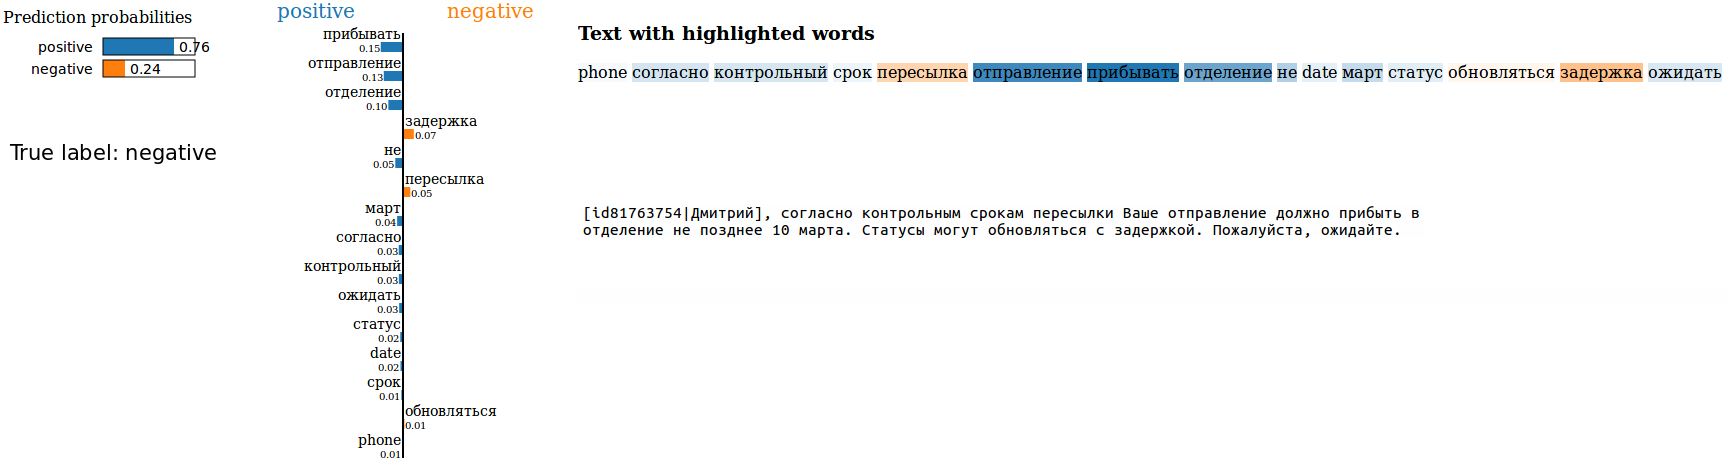 Prediction probabilities
positive 0.76
negative 0.24
True label: negative
positive negative
прибывать
0.15
отправление
0.13
отделение
0.10
задержка
0.07
не
0.05
пересылка
0.05
март
0.04
согласно
0.03
контрольный
0.03
ожидать
0.03
статус
0.02
date
0.02
срок
0.01
обновляться
0.01
phone
0.01
Text with highlighted words
phone согласно контрольный срок пересылка отправление прибывать отделение не date март статус обновляться задержка ожидать
[id81763754|Дмитрий], согласно контрольным срокам пересылки Ваше отправление должно прибыть в
отделение не позднее 10 марта. Статусы могут обновляться с задержкой. Пожалуйста, ожидайте.